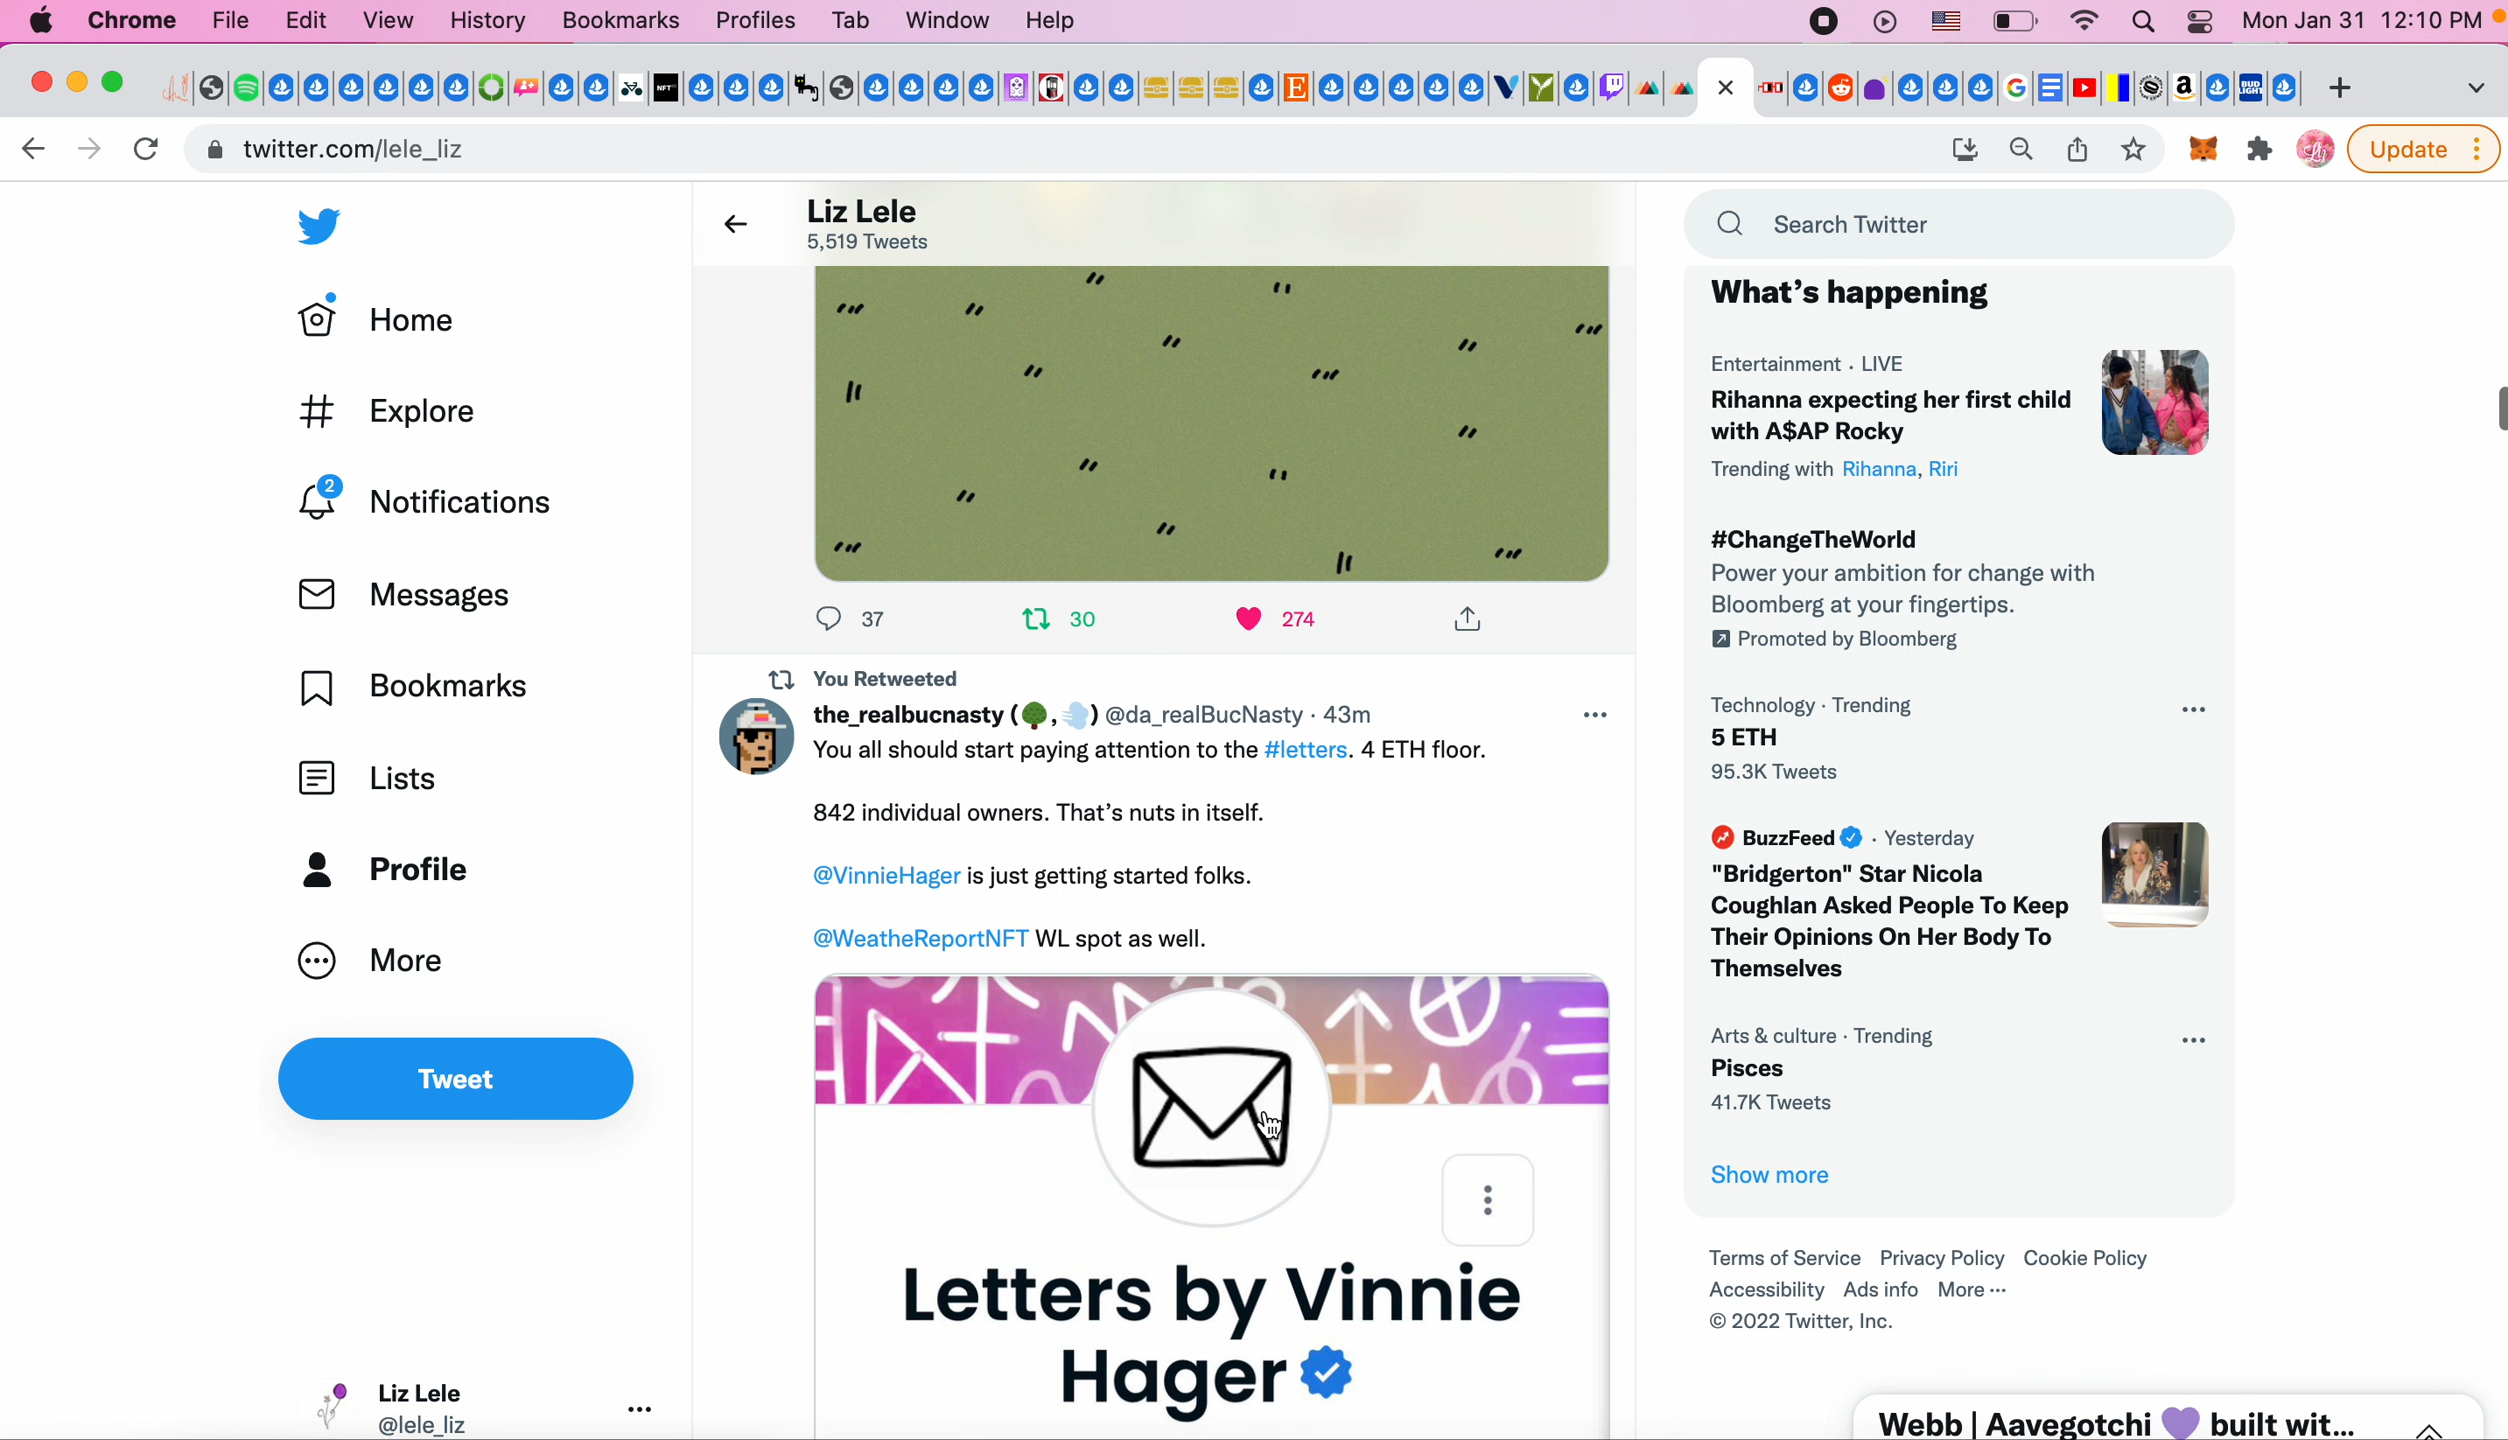 Chrome File Edit View History Bookmarks Profiles Tab Window Help Mon Jan 31 12:10 PM
twitter.com/lele_liz Update
Home
Explore
2
Notifications
Messages
Bookmarks
Lists
Profile
More
Tweet
Liz Lele
@lele_liz
Liz Lele
5,519 Tweets
37 30 274
You Retweeted
the_realbucnasty ( , ) @da_realBucNasty · 43m
You all should start paying attention to the #letters. 4 ETH floor.
842 individual owners. That's nuts in itself.
@VinnieHager is just getting started folks.
@WeatheReportNFT WL spot as well.
Letters by Vinnie
Hager
Search Twitter
What's happening
Entertainment · LIVE
Rihanna expecting her first child
with A$AP Rocky
Trending with Rihanna, Riri
#ChangeTheWorld
Power your ambition for change with
Bloomberg at your fingertips.
Promoted by Bloomberg
Technology · Trending
5 ETH
95.3K Tweets
BuzzFeed · Yesterday
"Bridgerton" Star Nicola
Coughlan Asked People To Keep
Their Opinions On Her Body To
Themselves
Arts & culture · Trending
Pisces
41.7K Tweets
Show more
Terms of Service Privacy Policy Cookie Policy
Accessibility Ads info More ···
© 2022 Twitter, Inc.
Webb | Aavegotchi 💜 built wit...